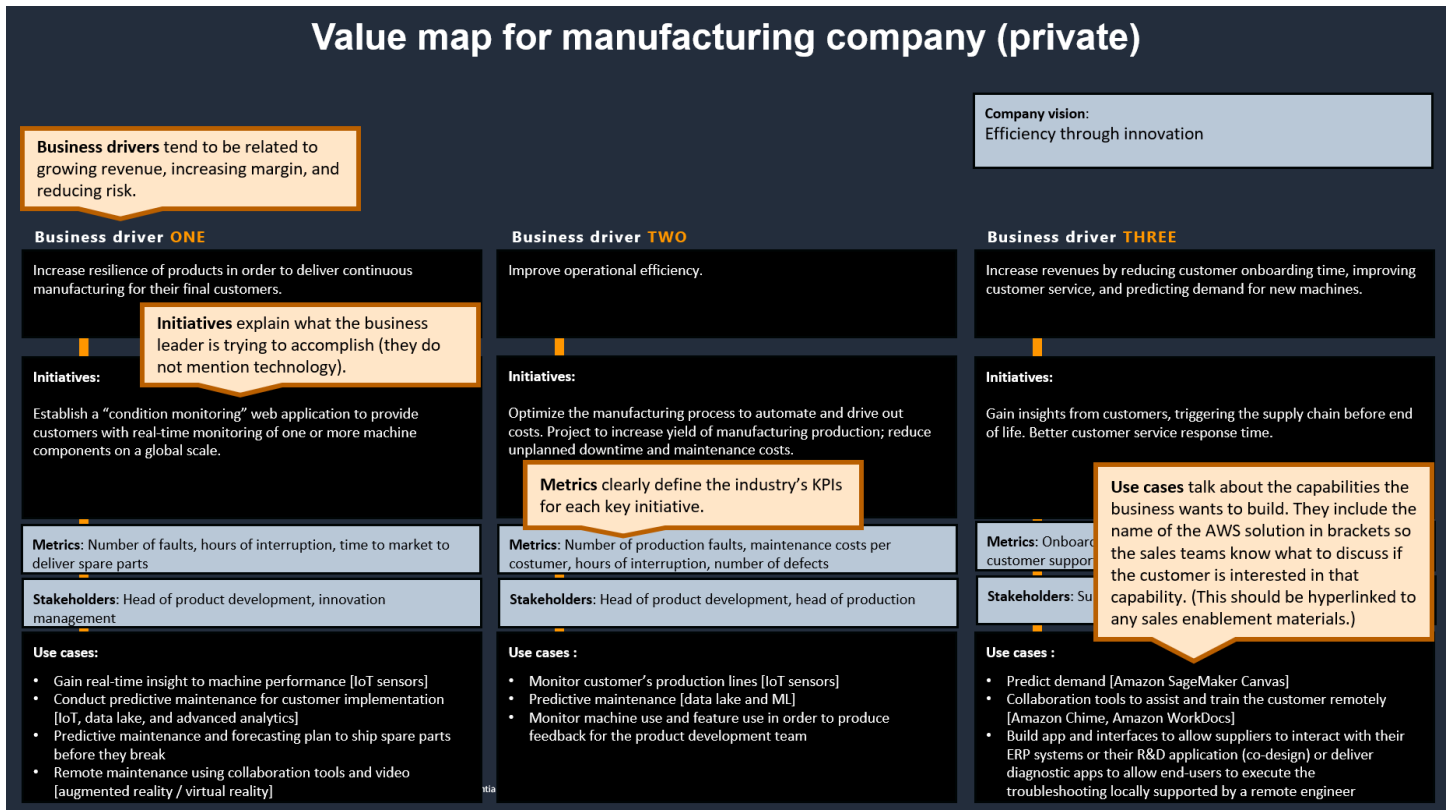 Value map for manufacturing company (private)
Company vision:
Efficiency through innovation
Business drivers tend to be related to
growing revenue, increasing margin, and
reducing risk.
Business driver ONE
Increase resilience of products in order to deliver continuous
manufacturing for their final customers.
Initiatives explain what the business
leader is trying to accomplish (they do
not mention technology).
Initiatives:
Establish a “condition monitoring” web application to provide
customers with real-time monitoring of one or more machine
components on a global scale.
Metrics: Number of faults, hours of interruption, time to market to
deliver spare parts
Stakeholders: Head of product development, innovation
management
Use cases:
• Gain real-time insight to machine performance [IoT sensors]
• Conduct predictive maintenance for customer implementation
[IoT, data lake, and advanced analytics]
• Predictive maintenance and forecasting plan to ship spare parts
before they break
• Remote maintenance using collaboration tools and video
[augmented reality / virtual reality]
Business driver TWO
Improve operational efficiency.
Initiatives:
Optimize the manufacturing process to automate and drive out
costs. Project to increase yield of manufacturing production; reduce
unplanned downtime and maintenance costs.
Metrics clearly define the industry’s KPIs
for each key initiative.
Metrics: Number of production faults, maintenance costs per
costumer, hours of interruption, number of defects
Stakeholders: Head of product development, head of production
Use cases :
• Monitor customer’s production lines [IoT sensors]
• Predictive maintenance [data lake and ML]
• Monitor machine use and feature use in order to produce
feedback for the product development team
Business driver THREE
Increase revenues by reducing customer onboarding time, improving
customer service, and predicting demand for new machines.
Initiatives:
Gain insights from customers, triggering the supply chain before end
of life. Better customer service response time.
Use cases talk about the capabilities the
business wants to build. They include the
name of the AWS solution in brackets so
the sales teams know what to discuss if
the customer is interested in that
capability. (This should be hyperlinked to
any sales enablement materials.)
Metrics:
customer
Stakeholders:
Use cases :
• Predict demand [Amazon SageMaker Canvas]
• Collaboration tools to assist and train the customer remotely
[Amazon Chime, Amazon WorkDocs]
• Build app and interfaces to allow suppliers to interact with their
ERP systems or their R&D application (co-design) or deliver
diagnostic apps to allow end-users to execute the
troubleshooting locally supported by a remote engineer